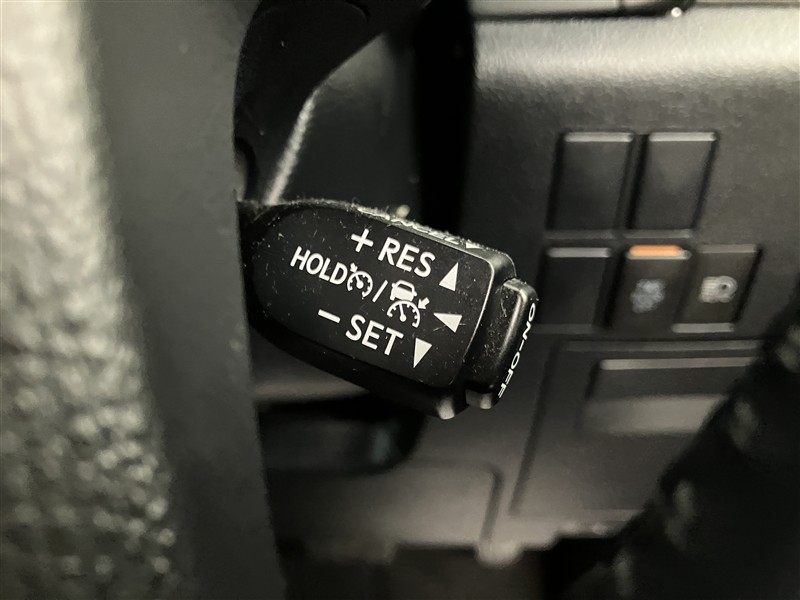 + RES ▲
HOLD / ◀
– SET ▼
ON-OFF